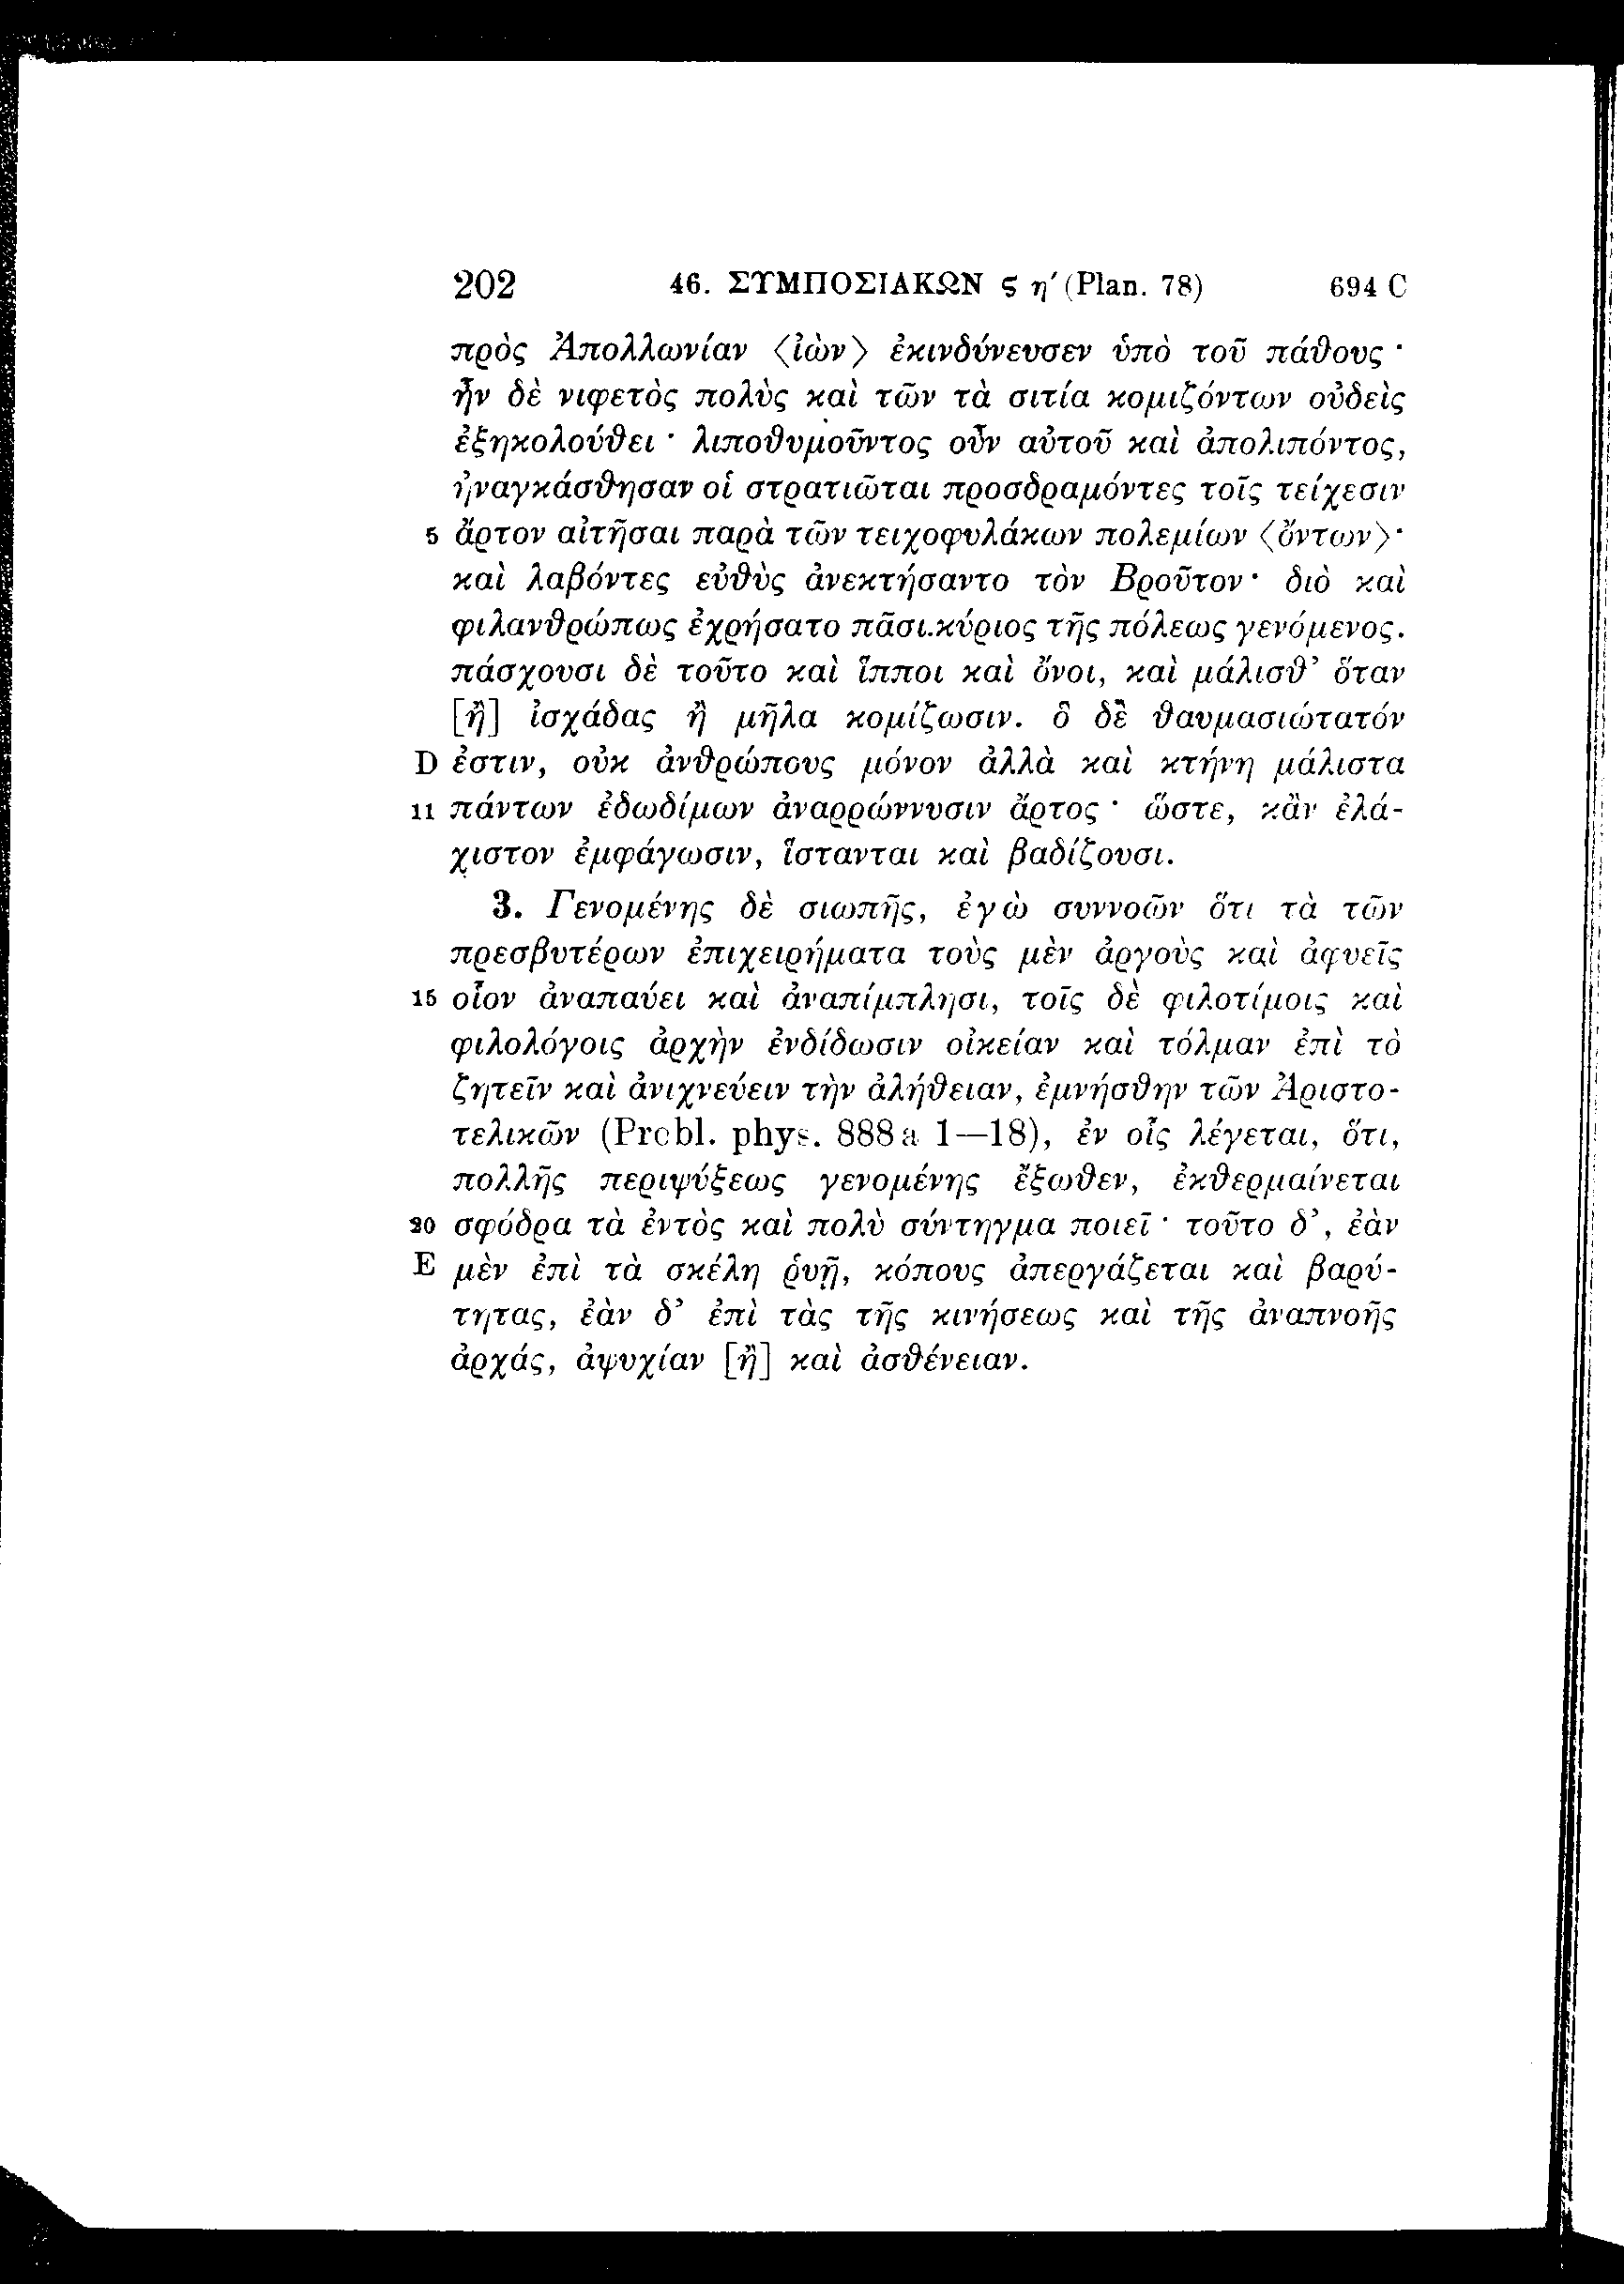 202 46. ΣΥΜΠΟΣΙΑΚΩΝ ϛ η′ (Plan. 78) 694 C
πρὸς Ἀπολλωνίαν ⟨ἰὼν⟩ ἐκινδύνευσεν ὑπὸ τοῦ πάθους ·
ἦν δὲ νιφετὸς πολὺς καὶ τῶν τὰ σιτία κομιζόντων οὐδεὶς
ἐξηκολούθει · λιποθυμοῦντος οὖν αὐτοῦ καὶ ἀπολιπόντος,
ἠναγκάσθησαν οἱ στρατιῶται προσδραμόντες τοῖς τείχεσιν
5 ἄρτον αἰτῆσαι παρὰ τῶν τειχοφυλάκων πολεμίων ⟨ὄντων⟩·
καὶ λαβόντες εὐθὺς ἀνεκτήσαντο τὸν Βροῦτον· διὸ καὶ
φιλανθρώπως ἐχρήσατο πᾶσι κύριος τῆς πόλεως γενόμενος.
πάσχουσι δὲ τοῦτο καὶ ἵπποι καὶ ὄνοι, καὶ μάλισθ’ ὅταν
[ἢ] ἰσχάδας ἢ μῆλα κομίζωσιν. ὃ δὲ θαυμασιώτατόν
D ἐστιν, οὐκ ἀνθρώπους μόνον ἀλλὰ καὶ κτήνη μάλιστα
11 πάντων ἐδωδίμων ἀναρρώννυσιν ἄρτος · ὥστε, κἂν ἐλά-
χιστον ἐμφάγωσιν, ἵστανται καὶ βαδίζουσι.
3. Γενομένης δὲ σιωπῆς, ἐγὼ συννοῶν ὅτι τὰ τῶν
πρεσβυτέρων ἐπιχειρήματα τοὺς μὲν ἀργοὺς καὶ ἀφυεῖς
15 οἷον ἀναπαύει καὶ ἀναπίμπλησι, τοῖς δὲ φιλοτίμοις καὶ
φιλολόγοις ἀρχὴν ἐνδίδωσιν οἰκείαν καὶ τόλμαν ἐπὶ τὸ
ζητεῖν καὶ ἀνιχνεύειν τὴν ἀλήθειαν, ἐμνήσθην τῶν Ἀριστο-
τελικῶν (Probl. phys. 888 a 1—18), ἐν οἷς λέγεται, ὅτι,
πολλῆς περιψύξεως γενομένης ἔξωθεν, ἐκθερμαίνεται
20 σφόδρα τὰ ἐντὸς καὶ πολὺ σύντηγμα ποιεῖ · τοῦτο δ’, ἐὰν
E μὲν ἐπὶ τὰ σκέλη ῥυῇ, κόπους ἀπεργάζεται καὶ βαρύ-
τητας, ἐὰν δ’ ἐπὶ τὰς τῆς κινήσεως καὶ τῆς ἀναπνοῆς
ἀρχάς, ἀψυχίαν [ἢ] καὶ ἀσθένειαν.